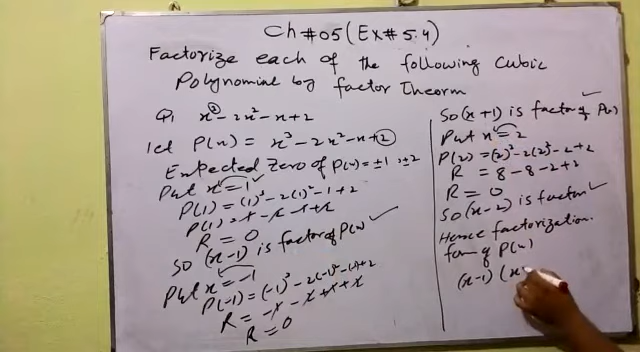 Ch # 05 (Ex # 5.4)
Factorize each of the following Cubic
Polynomial by factor Theorm
Q1 x³ - 2x² - x + 2
let P(x) = x³ - 2x² - x + 2
Expected Zero of P(x) = ±1, ±2
Put x = 1 ✓
P(1) = (1)³ - 2(1)² - 1 + 2
P(1) = 1 - 2 - 1 + 2
R = 0
So (x-1) is factor of P(x) ✓
Put x = -1
P(-1) = (-1)³ - 2(-1)² - (-1) + 2
R = -1 - 2 + 1 + 2
R = 0
So (x+1) is factor of P(x) ✓
Put x = 2
P(2) = (2)³ - 2(2)² - 2 + 2
R = 8 - 8 - 2 + 2
R = 0
So (x-2) is factor ✓
Hence factorization
form of P(x)
(x-1) (x